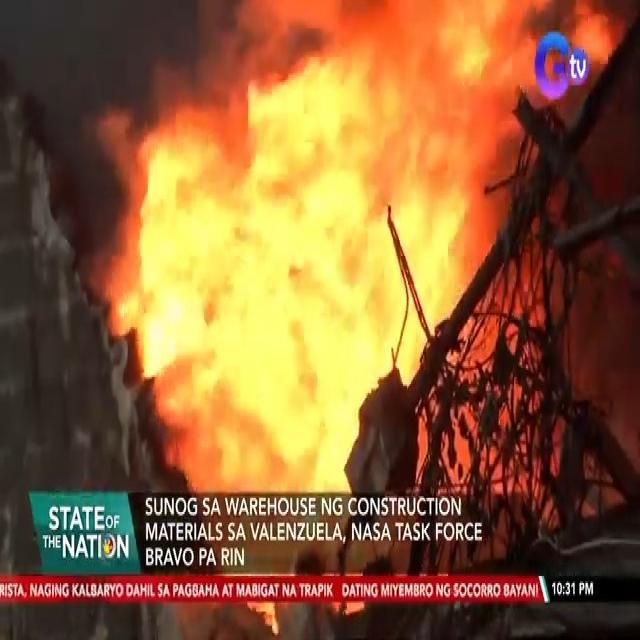 G tv
STATE OF
THE NATION
SUNOG SA WAREHOUSE NG CONSTRUCTION
MATERIALS SA VALENZUELA, NASA TASK FORCE
BRAVO PA RIN
RISTA, NAGING KALBARYO DAHIL SA PAGBAHA AT MABIGAT NA TRAPIK DATING MIYEMBRO NG SOCORRO BAYANI 10:31 PM